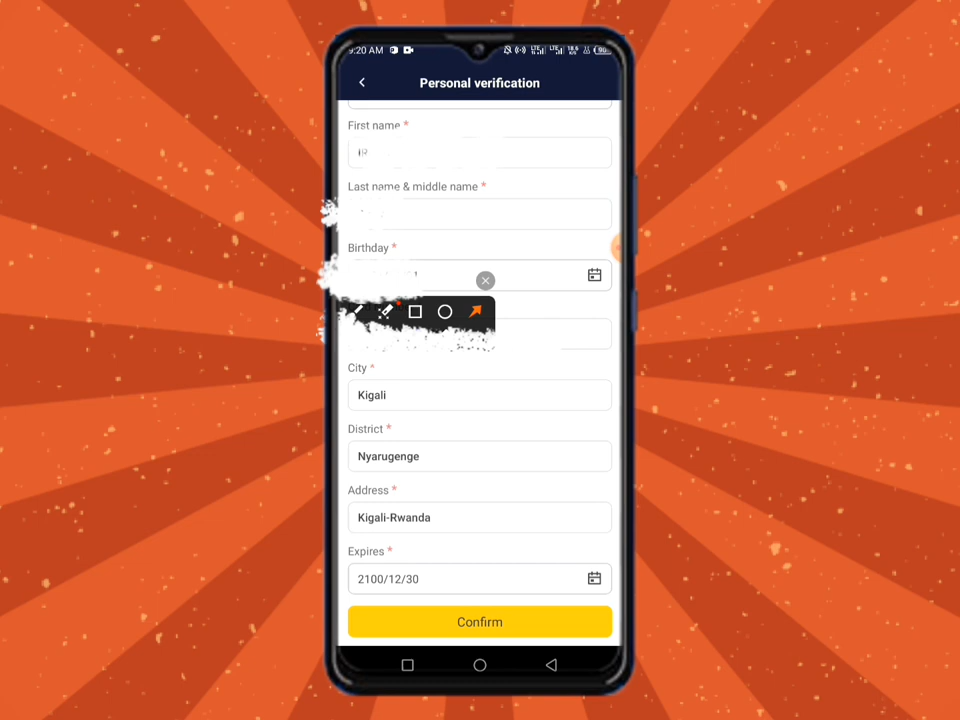 9:20 AM
Personal verification
First name *
Last name & middle name *
Birthday *
City *
Kigali
District *
Nyarugenge
Address *
Kigali-Rwanda
Expires *
2100/12/30
Confirm